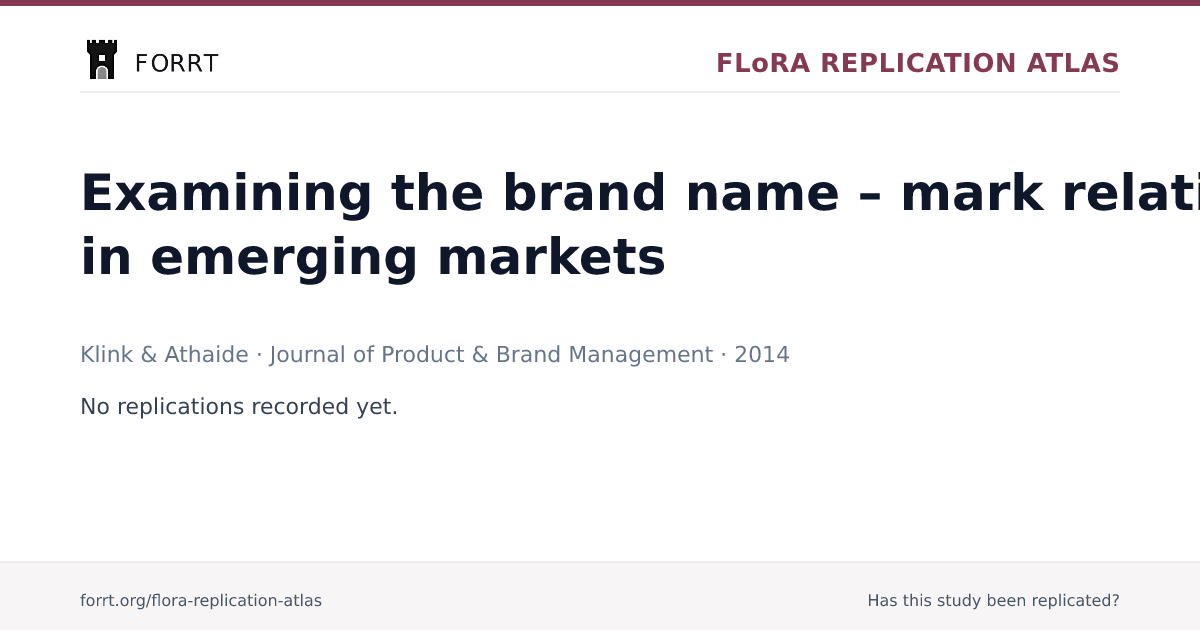 FORRT
FLoRA REPLICATION ATLAS
Examining the brand name – mark
in emerging markets
Klink & Athaide · Journal of Product & Brand Management · 2014
No replications recorded yet.
forrt.org/flora-replication-atlas
Has this study been replicated?